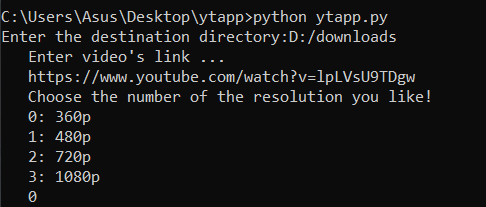 C:\Users\Asus\Desktop\ytapp>python ytapp.py
Enter the destination directory:D:/downloads
Enter video's link ...
https://www.youtube.com/watch?v=lpLVsU9TDgw
Choose the number of the resolution you like!
0: 360p
1: 480p
2: 720p
3: 1080p
0